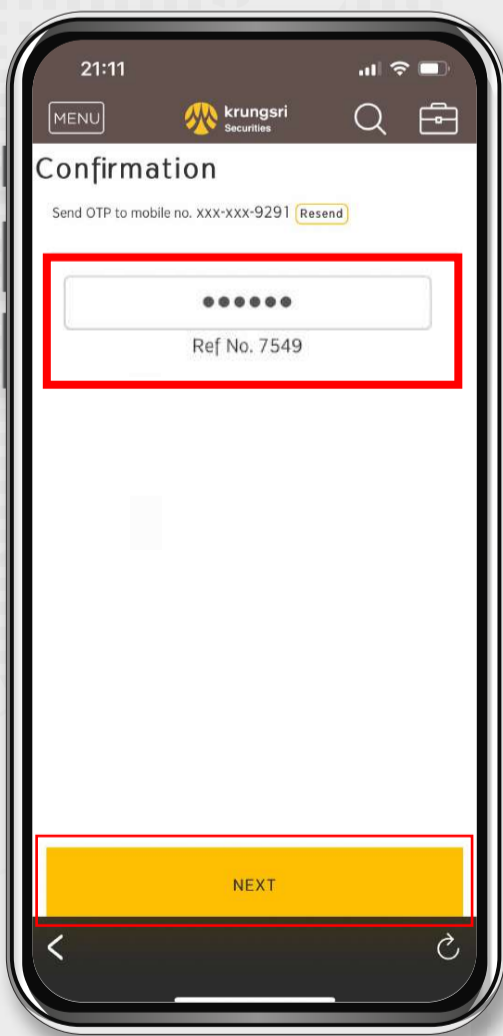 21:11
MENU
krungsri
Securities
Confirmation
Send OTP to mobile no. xxx-xxx-9291 Resend
••••••
Ref No. 7549
NEXT